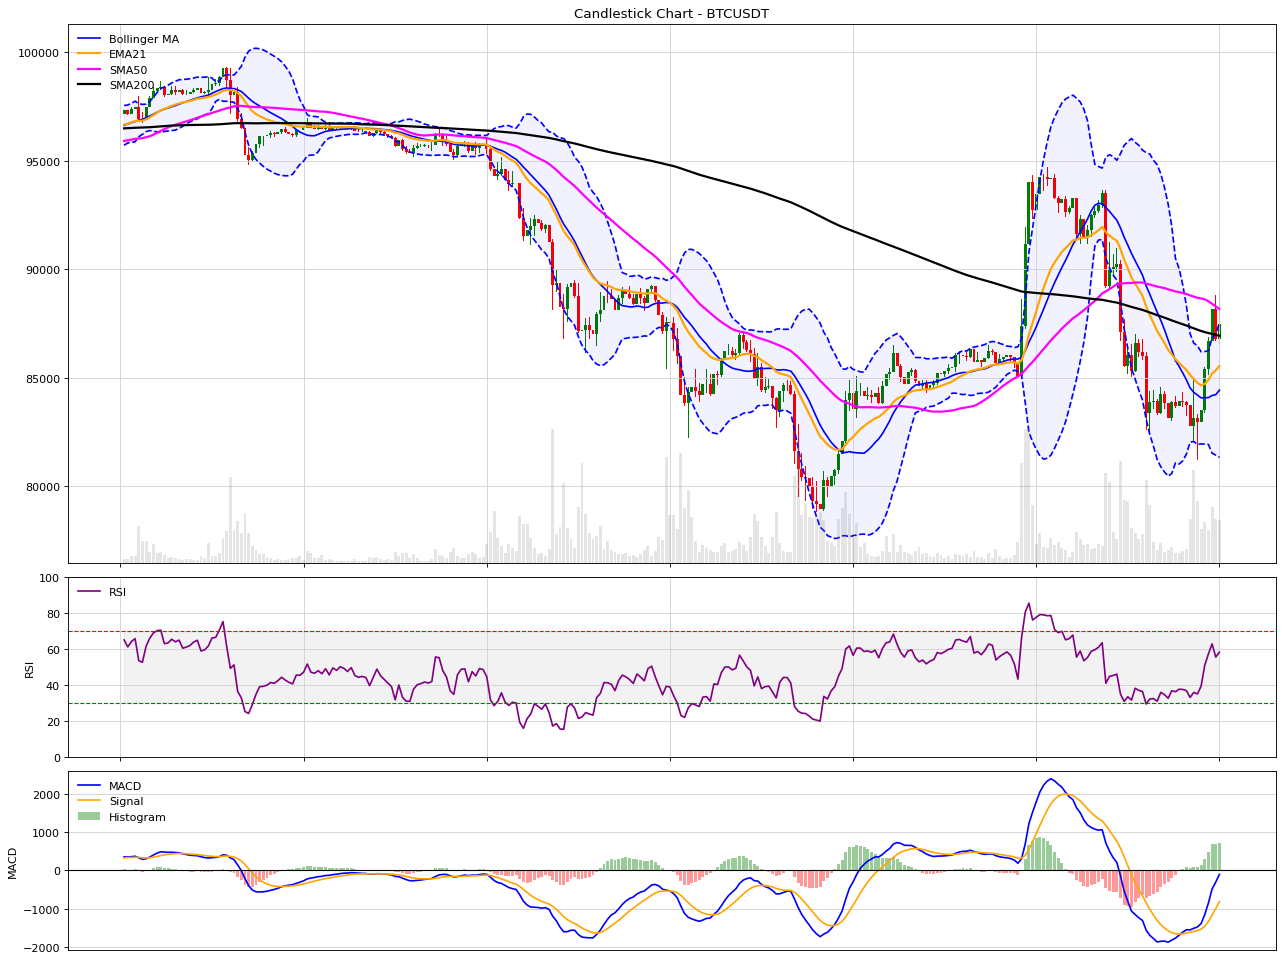 Candlestick Chart - BTCUSDT
Bollinger MA
EMA21
SMA50
SMA200
100000
95000
90000
85000
80000
RSI
RSI
100
80
60
40
20
0
MACD
Signal
Histogram
MACD
2000
1000
0
−1000
−2000